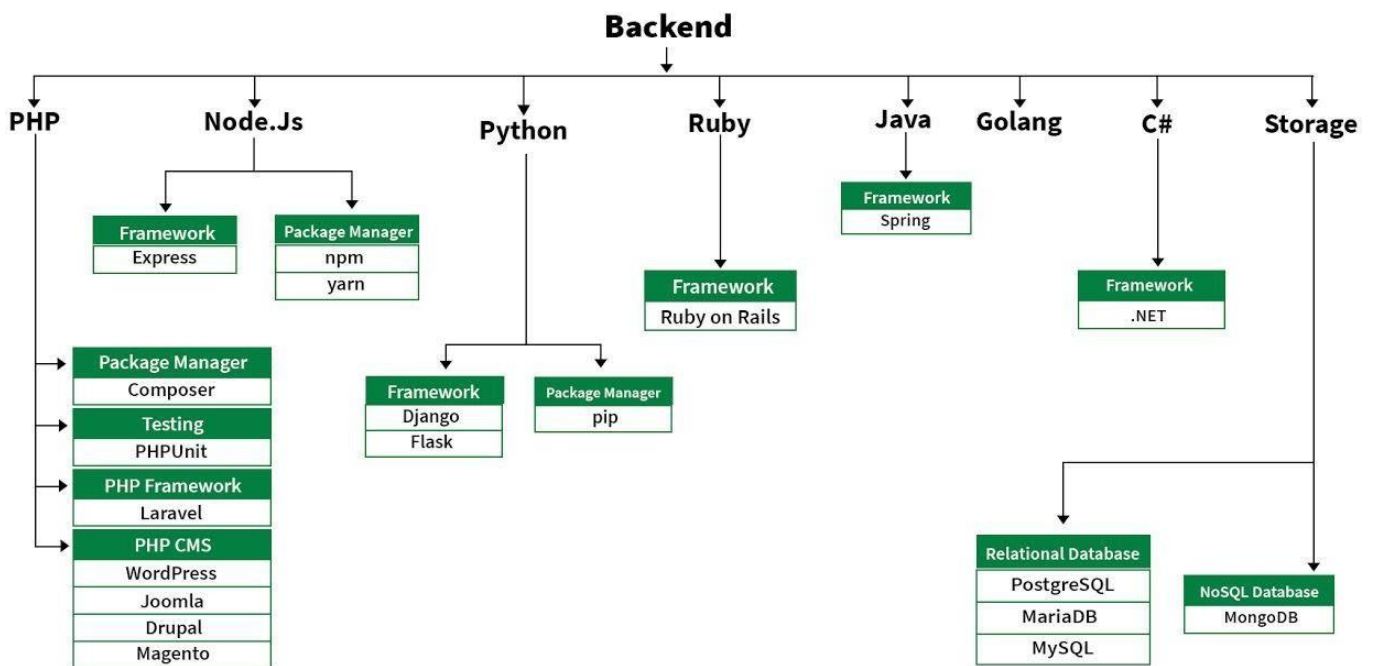 Backend
PHP
Node.Js
Python
Ruby
Java
Golang
C#
Storage
Framework
Express
Package Manager
npm
yarn
Framework
Spring
Framework
Ruby on Rails
Framework
.NET
Package Manager
Composer
Testing
PHPUnit
PHP Framework
Laravel
PHP CMS
WordPress
Joomla
Drupal
Magento
Framework
Django
Flask
Package Manager
pip
Relational Database
PostgreSQL
MariaDB
MySQL
NoSQL Database
MongoDB